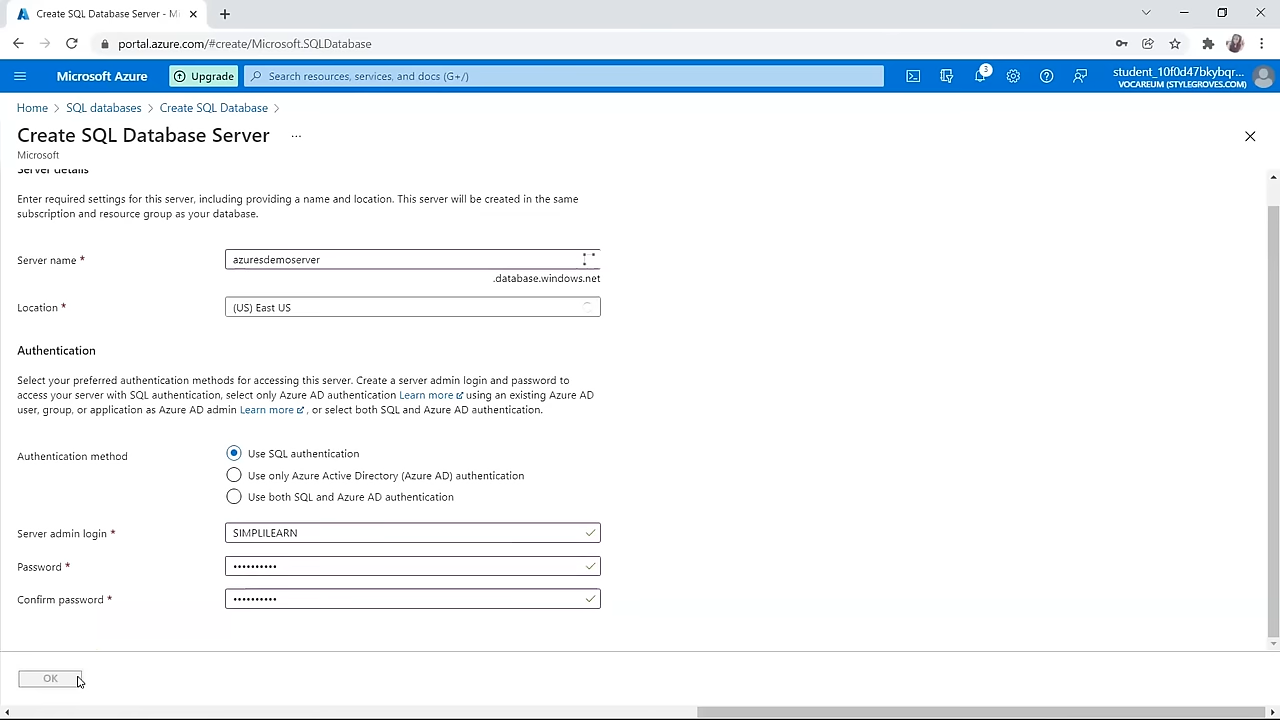 Create SQL Database Server - Mi
portal.azure.com/#create/Microsoft.SQLDatabase
Microsoft Azure
Upgrade
Search resources, services, and docs (G+/)
3
student_10f0d47bkybqr...
VOCAREUM (STYLEGROVES.COM)
Home > SQL databases > Create SQL Database >
Create SQL Database Server ...
Microsoft
Server details
Enter required settings for this server, including providing a name and location. This server will be created in the same
subscription and resource group as your database.
Server name *
azuresdemoserver
.database.windows.net
Location *
(US) East US
Authentication
Select your preferred authentication methods for accessing this server. Create a server admin login and password to
access your server with SQL authentication, select only Azure AD authentication Learn more using an existing Azure AD
user, group, or application as Azure AD admin Learn more , or select both SQL and Azure AD authentication.
Authentication method
Use SQL authentication
Use only Azure Active Directory (Azure AD) authentication
Use both SQL and Azure AD authentication
Server admin login *
SIMPLILEARN
Password *
••••••••••
Confirm password *
••••••••••
OK